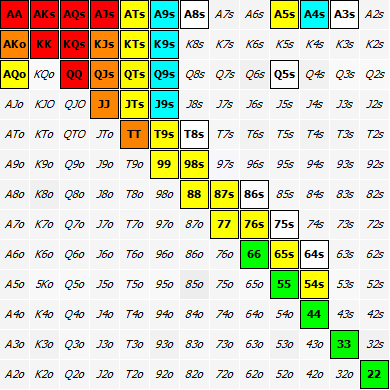 AA AKs AQs AJs ATs A9s A8s A7s A6s A5s A4s A3s A2s
AKo KK KQs KJs KTs K9s K8s K7s K6s K5s K4s K3s K2s
AQo KQo QQ QJs QTs Q9s Q8s Q7s Q6s Q5s Q4s Q3s Q2s
AJo KJO QJO JJ JTs J9s J8s J7s J6s J5s J4s J3s J2s
ATo KTo QTO JTo TT T9s T8s T7s T6s T5s T4s T3s T2s
A9o K9o Q9o J9o T9o 99 98s 97s 96s 95s 94s 93s 92s
A8o K8o Q8o J8o T8o 98o 88 87s 86s 85s 84s 83s 82s
A7o K7o Q7o J7o T7o 97o 87o 77 76s 75s 74s 73s 72s
A6o K6o Q6o J6o T6o 96o 86o 76o 66 65s 64s 63s 62s
A5o 5Ko Q5o J5o T5o 95o 85o 75o 65o 55 54s 53s 52s
A4o K4o Q4o J4o T4o 94o 84o 74o 64o 54o 44 43s 42s
A3o K3o Q3o J3o T3o 93o 83o 73o 63o 53o 43o 33 32s
A2o K2o Q2o J2o T2o 92o 82o 72o 62o 52o 42o 32o 22